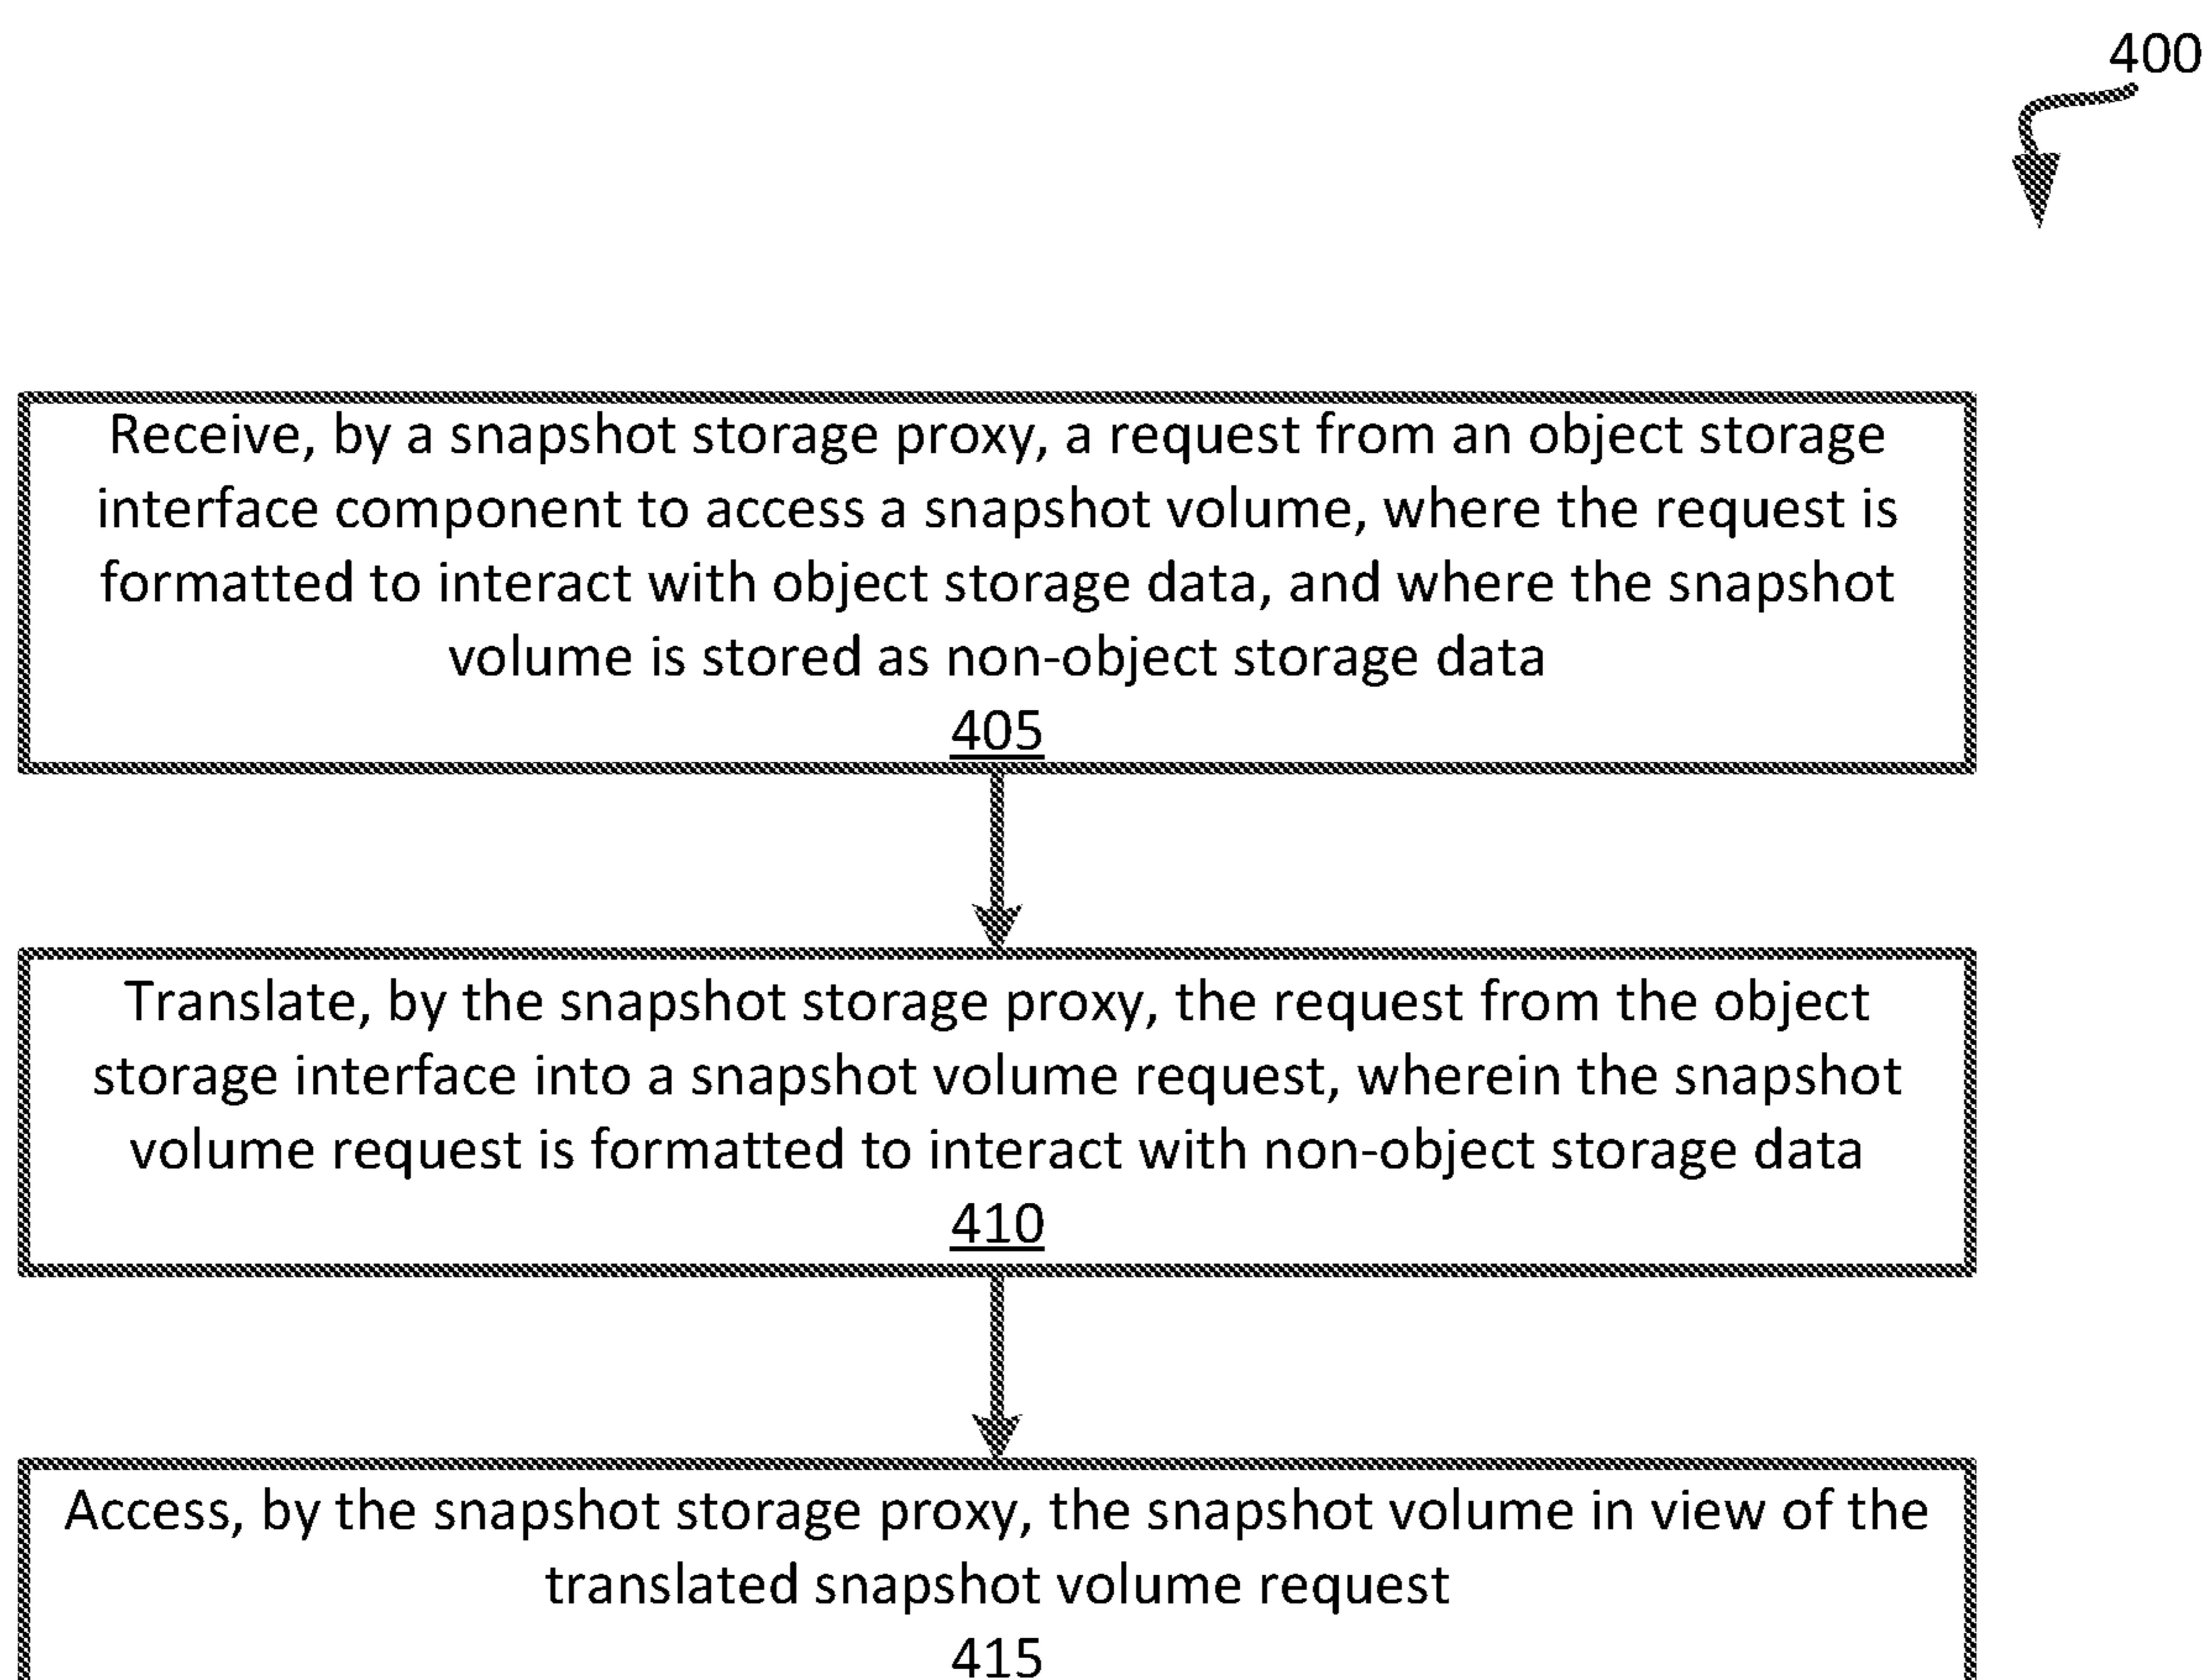 400
Receive, by a snapshot storage proxy, a request from an object storage
interface component to access a snapshot volume, where the request is
formatted to interact with object storage data, and where the snapshot
volume is stored as non-object storage data
405
Translate, by the snapshot storage proxy, the request from the object
storage interface into a snapshot volume request, wherein the snapshot
volume request is formatted to interact with non-object storage data
410
Access, by the snapshot storage proxy, the snapshot volume in view of the
translated snapshot volume request
415